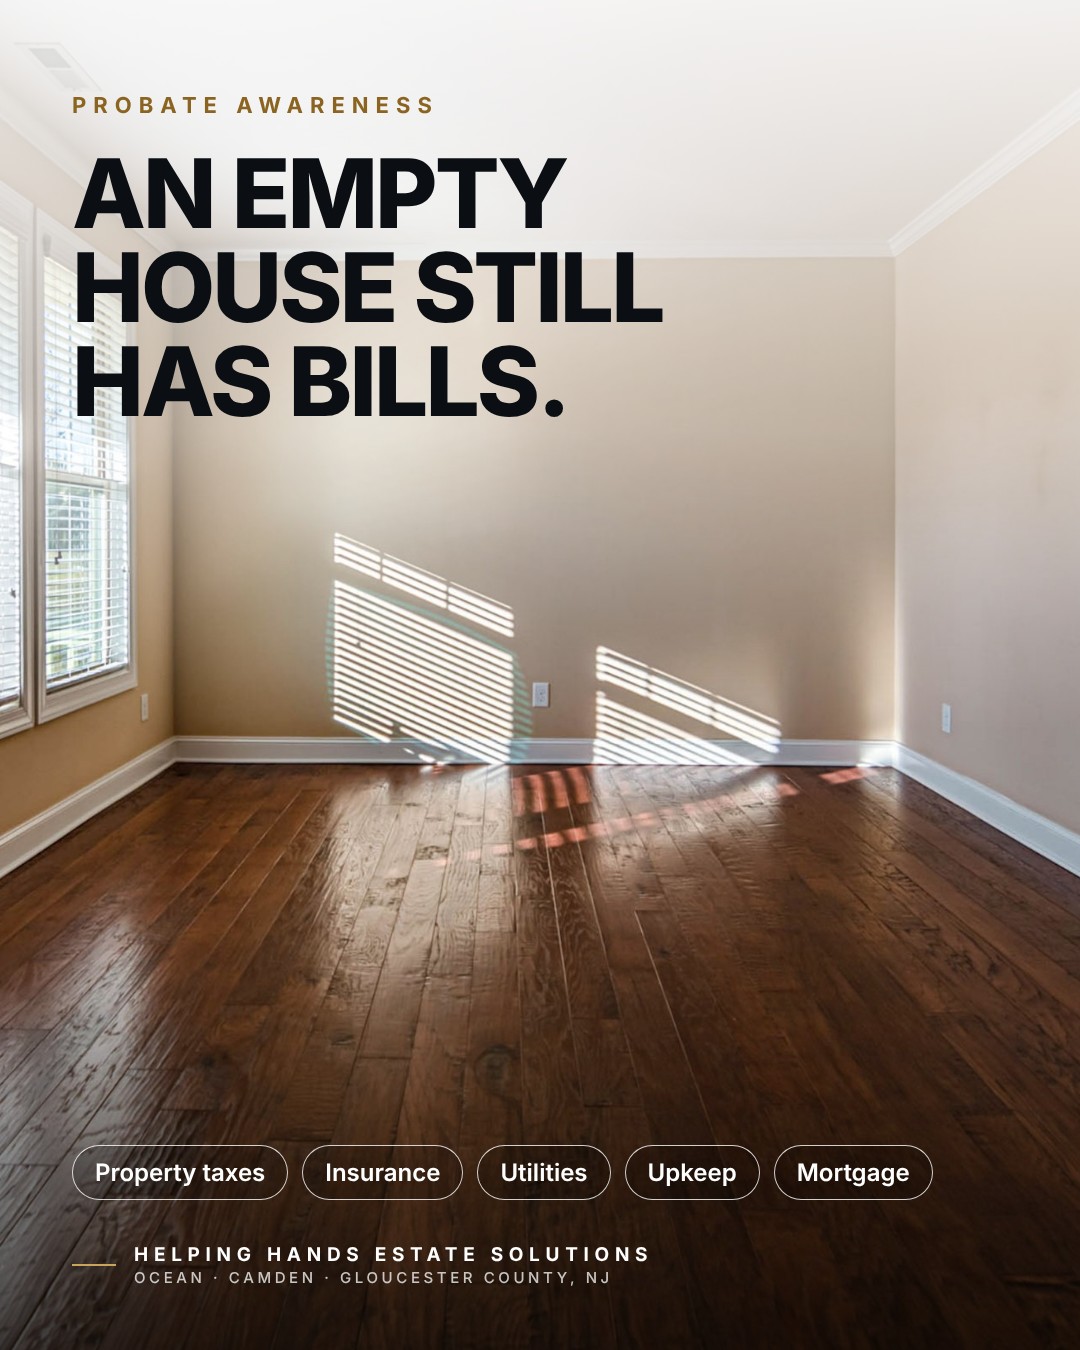 PROBATE AWARENESS
AN EMPTY
HOUSE STILL
HAS BILLS.
Property taxes
Insurance
Utilities
Upkeep
Mortgage
HELPING HANDS ESTATE SOLUTIONS
OCEAN · CAMDEN · GLOUCESTER COUNTY, NJ